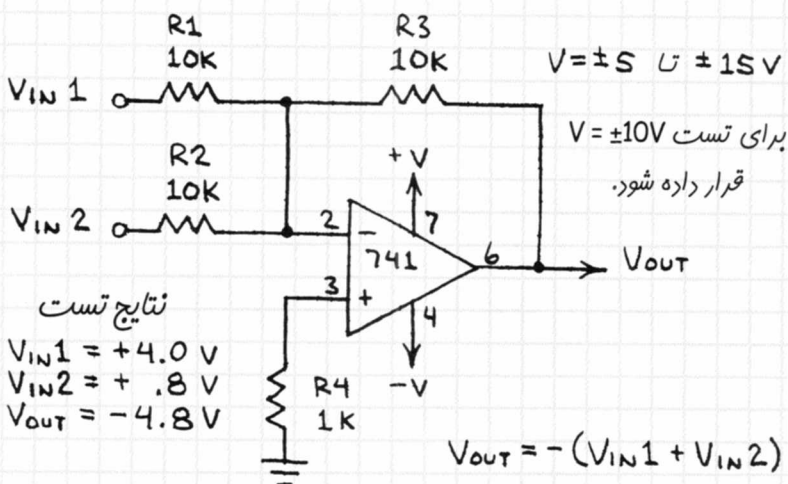 R1
10K
R3
10K
V=±5 تا ±15V
VIN 1
برای تست V = ±10V
قرار داده شود.
R2
10K
+V
VIN 2
2
-
7
741
6
VOUT
3
+
4
نتایج تست
VIN1 = +4.0 V
VIN2 = + .8 V
VOUT = -4.8 V
R4
1K
-V
VOUT = -(VIN1 + VIN2)